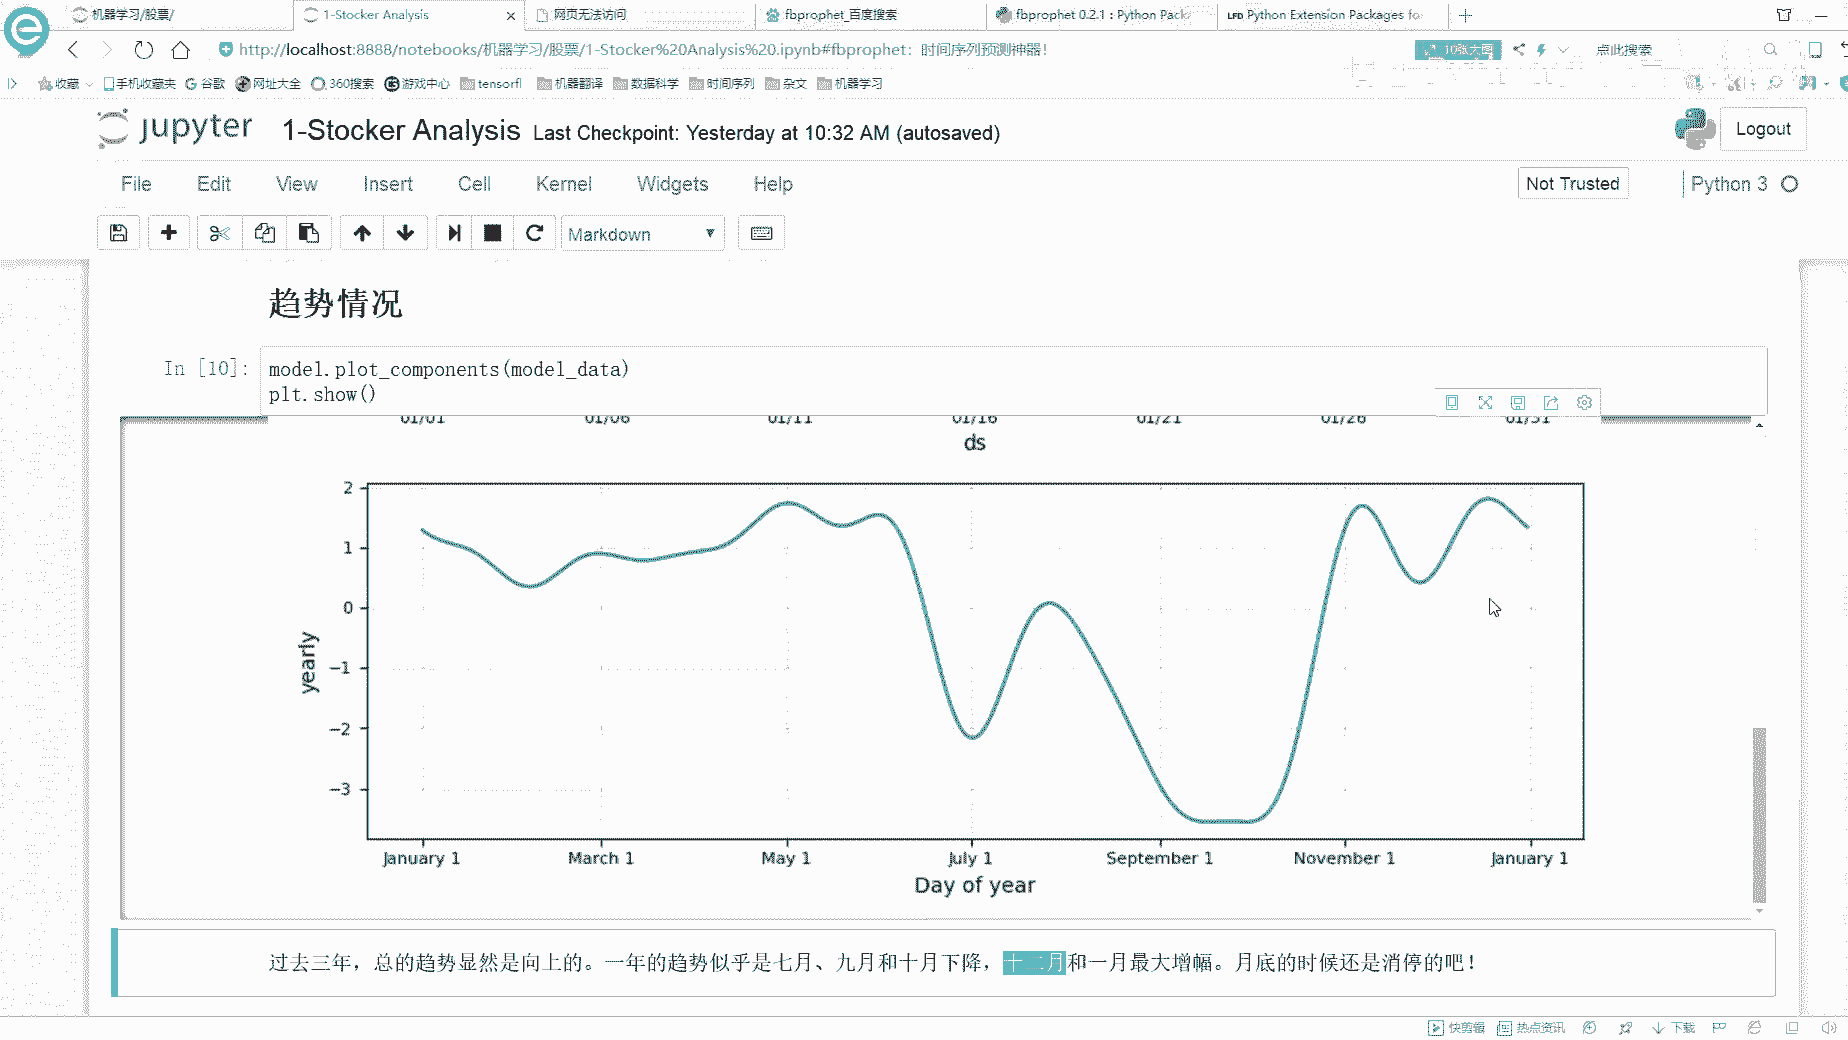 机器学习/股票/
1-Stocker Analysis
网页无法访问
fbprophet_百度搜索
fbprophet 0.2.1 : Python Pack
LFD Python Extension Packages fo
http://localhost:8888/notebooks/机器学习/股票/1-Stocker%20Analysis%20.ipynb#fbprophet：时间序列预测神器！
10张大图
点此搜索
收藏
手机收藏夹
谷歌
网址大全
360搜索
游戏中心
tensorfl
机器翻译
数据科学
时间序列
杂文
机器学习
jupyter
1-Stocker Analysis
Last Checkpoint: Yesterday at 10:32 AM (autosaved)
Logout
File
Edit
View
Insert
Cell
Kernel
Widgets
Help
Not Trusted
Python 3
Markdown
趋势情况
In [10]:
model.plot_components(model_data)
plt.show()
01/01
01/06
01/11
01/16
01/21
01/26
01/31
ds
2
1
0
−1
−2
−3
yearly
January 1
March 1
May 1
July 1
September 1
November 1
January 1
Day of year
过去三年，总的趋势显然是向上的。一年的趋势似乎是七月、九月和十月下降，十二月和一月最大增幅。月底的时候还是消停的吧！
快剪辑
热点资讯
下载